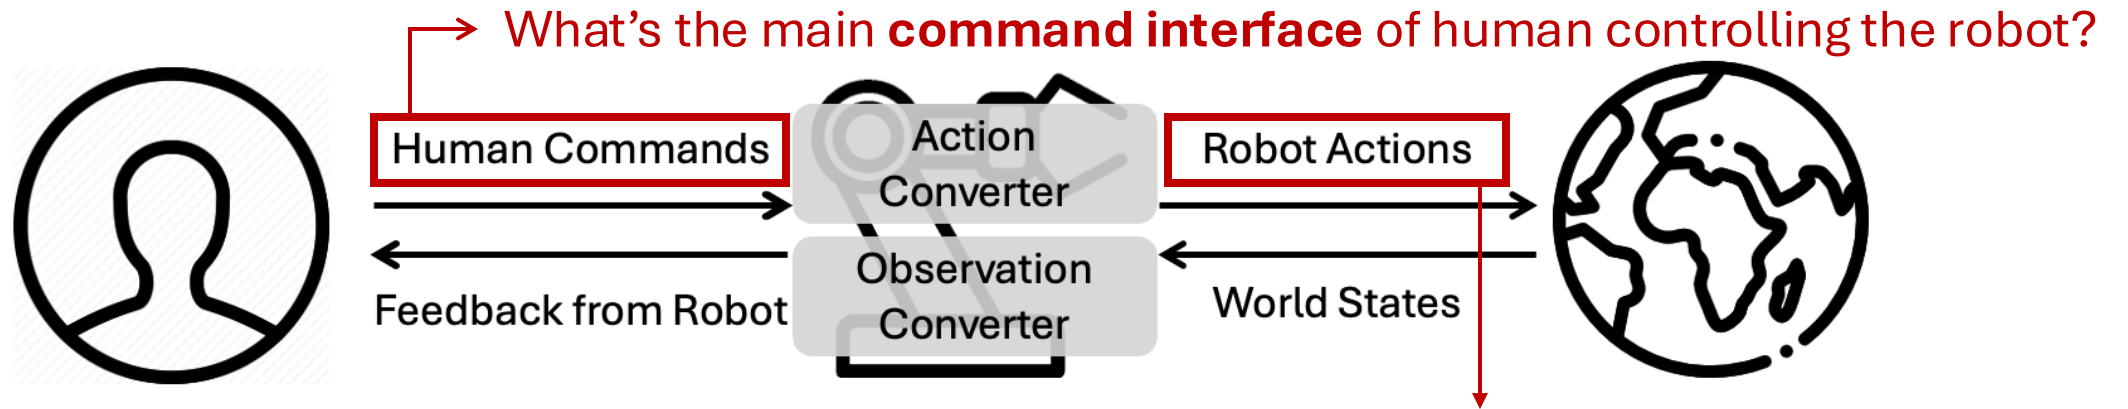 What's the main command interface of human controlling the robot?
Human Commands
Action
Converter
Robot Actions
Feedback from Robot
Observation
Converter
World States